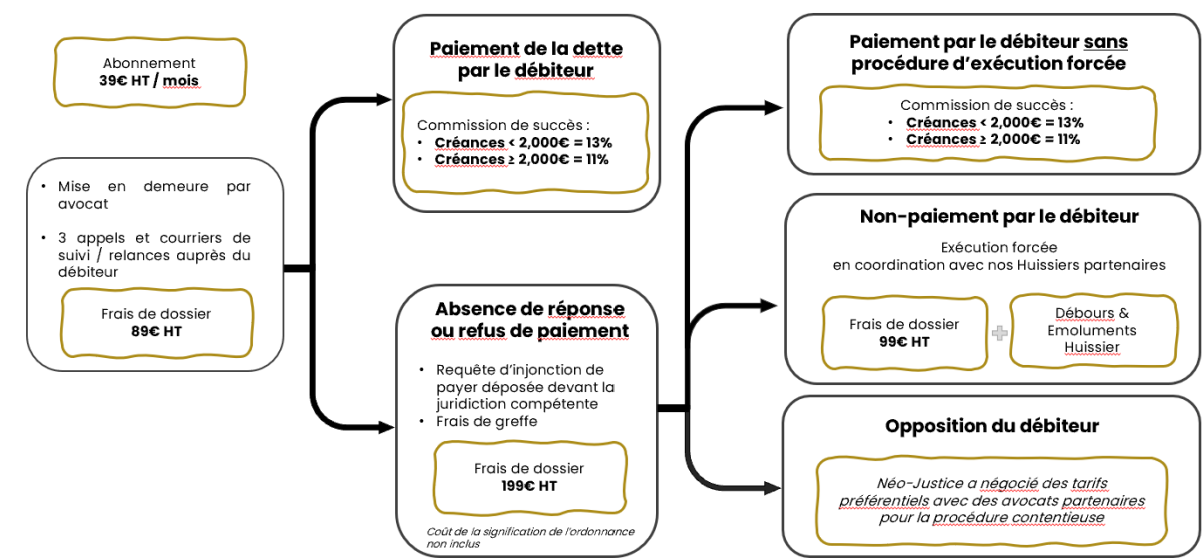 Abonnement
39€ HT / mois
• Mise en demeure par
avocat
• 3 appels et courriers de
suivi / relances auprès du
débiteur
Frais de dossier
89€ HT
Paiement de la dette
par le débiteur
Commission de succès :
• Créances < 2,000€ = 13%
• Créances ≥ 2,000€ = 11%
Absence de réponse
ou refus de paiement
• Requête d’injonction de
payer déposée devant la
juridiction compétente
• Frais de greffe
Frais de dossier
199€ HT
Coût de la signification de l’ordonnance
non inclus
Paiement par le débiteur sans
procédure d’exécution forcée
Commission de succès :
• Créances < 2,000€ = 13%
• Créances ≥ 2,000€ = 11%
Non-paiement par le débiteur
Exécution forcée
en coordination avec nos Huissiers partenaires
Frais de dossier
99€ HT
Débours &
Emoluments
Huissier
Opposition du débiteur
Néo-Justice a négocié des tarifs
préférentiels avec des avocats partenaires
pour la procédure contentieuse